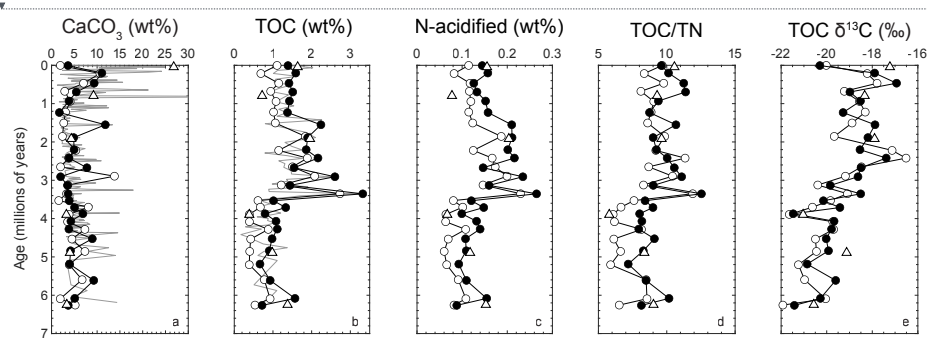 CaCO3 (wt%) TOC (wt%) N-acidified (wt%) TOC/TN TOC δ13C (‰)
0 5 10 15 20 25 30 0 1 2 3 0 0.1 0.2 0.3 5 10 15 -22 -20 -18 -16
0
1
2
3
4
5
6
7
Age (millions of years)
a b c d e